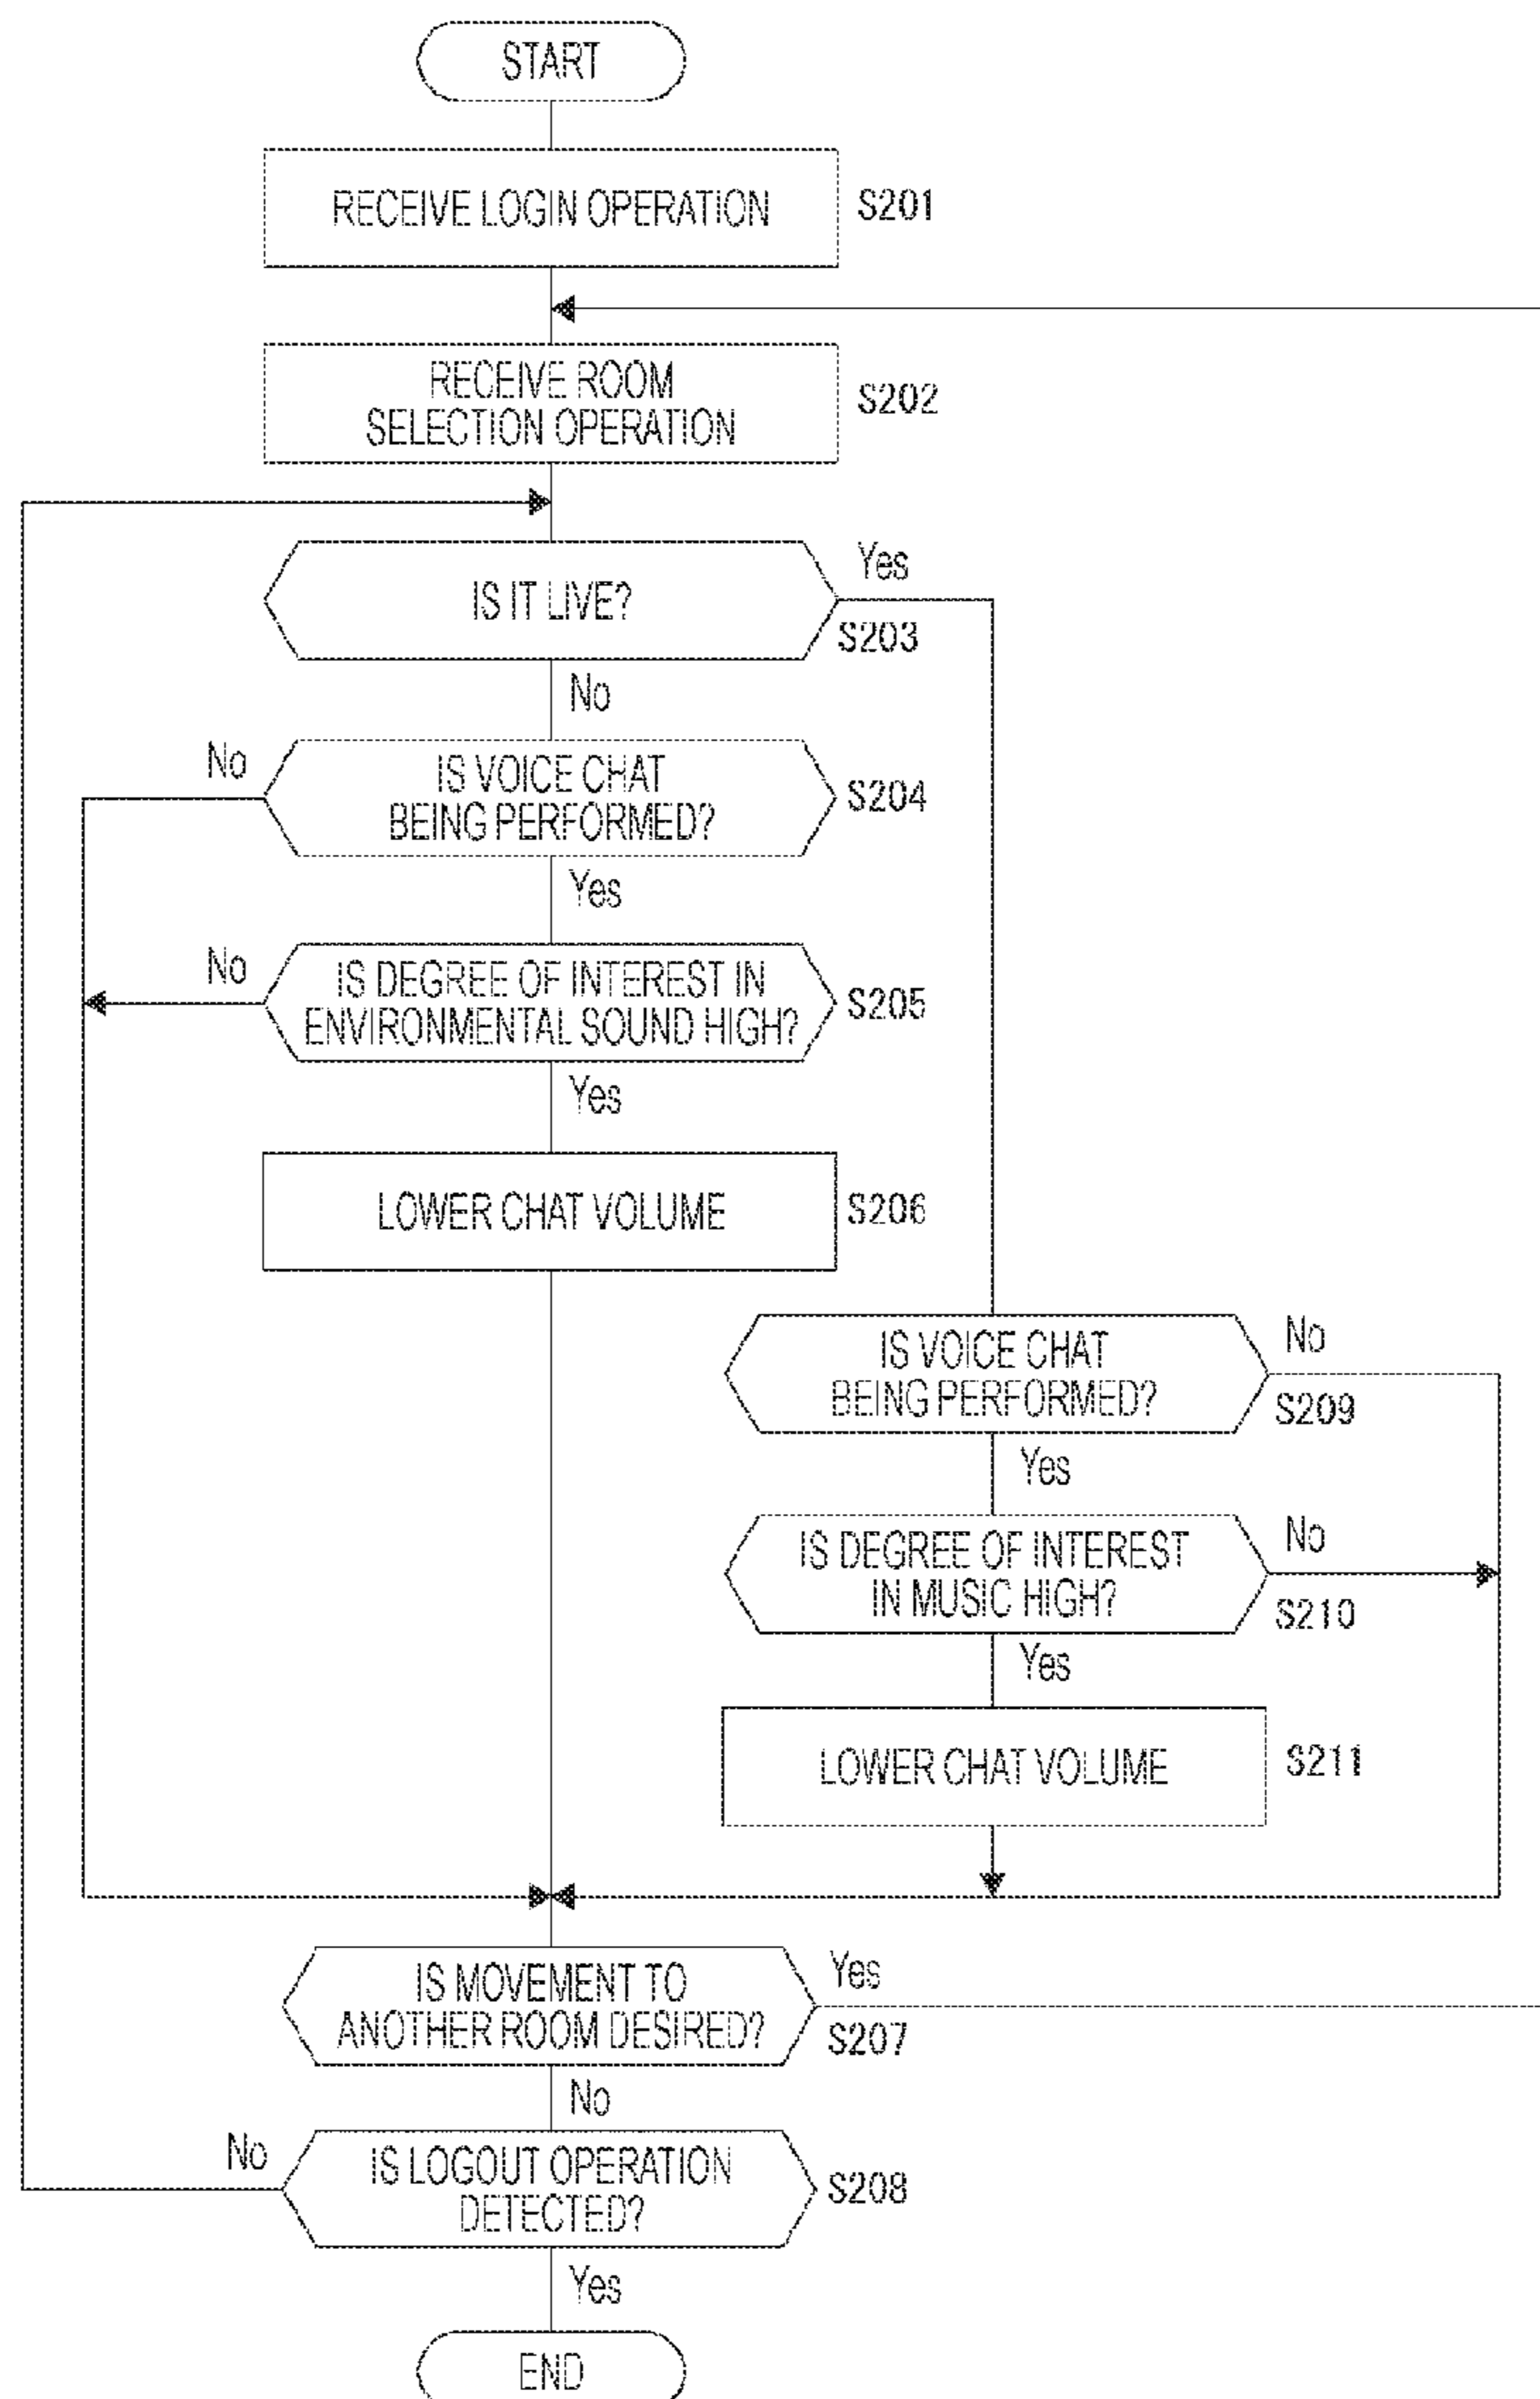 START
RECEIVE LOGIN OPERATION
S201
RECEIVE ROOM
SELECTION OPERATION
S202
IS IT LIVE?
Yes
S203
No
No
IS VOICE CHAT
BEING PERFORMED?
S204
Yes
No
IS DEGREE OF INTEREST IN
ENVIRONMENTAL SOUND HIGH?
S205
Yes
LOWER CHAT VOLUME
S206
IS VOICE CHAT
BEING PERFORMED?
No
S209
Yes
IS DEGREE OF INTEREST
IN MUSIC HIGH?
No
S210
Yes
LOWER CHAT VOLUME
S211
IS MOVEMENT TO
ANOTHER ROOM DESIRED?
Yes
S207
No
No
IS LOGOUT OPERATION
DETECTED?
S208
Yes
END